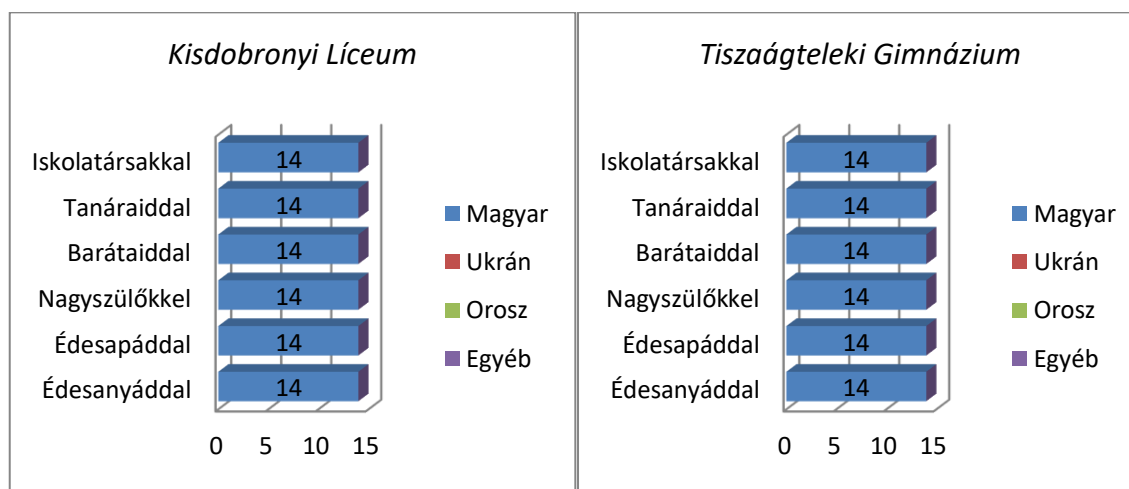 Kisdobronyi Líceum
Iskolatársakkal 14
Tanáraiddal 14
Barátaiddal 14
Nagyszülőkkel 14
Édesapáddal 14
Édesanyáddal 14
0 5 10 15
Magyar
Ukrán
Orosz
Egyéb
Tiszaágteleki Gimnázium
Iskolatársakkal 14
Tanáraiddal 14
Barátaiddal 14
Nagyszülőkkel 14
Édesapáddal 14
Édesanyáddal 14
0 5 10 15
Magyar
Ukrán
Orosz
Egyéb